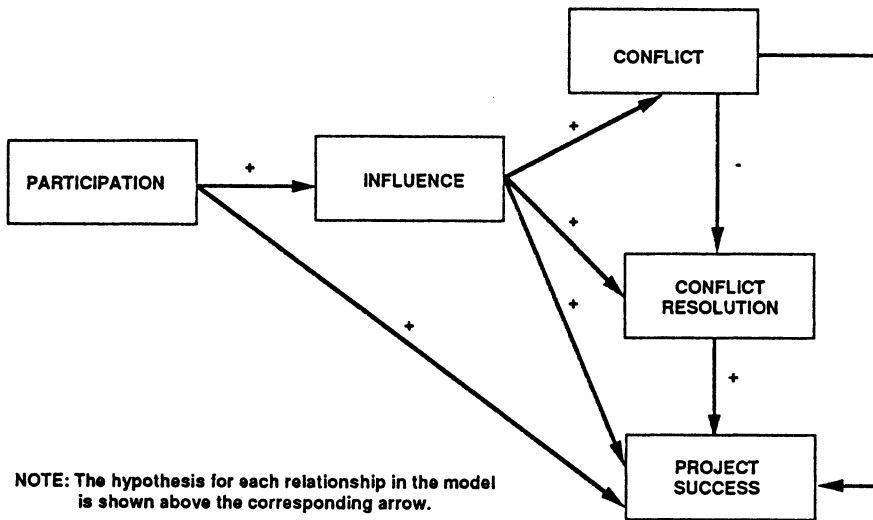 CONFLICT
+
+
PARTICIPATION
INFLUENCE
-
+
CONFLICT
RESOLUTION
+
+
+
PROJECT
SUCCESS
NOTE: The hypothesis for each relationship in the model
is shown above the corresponding arrow.